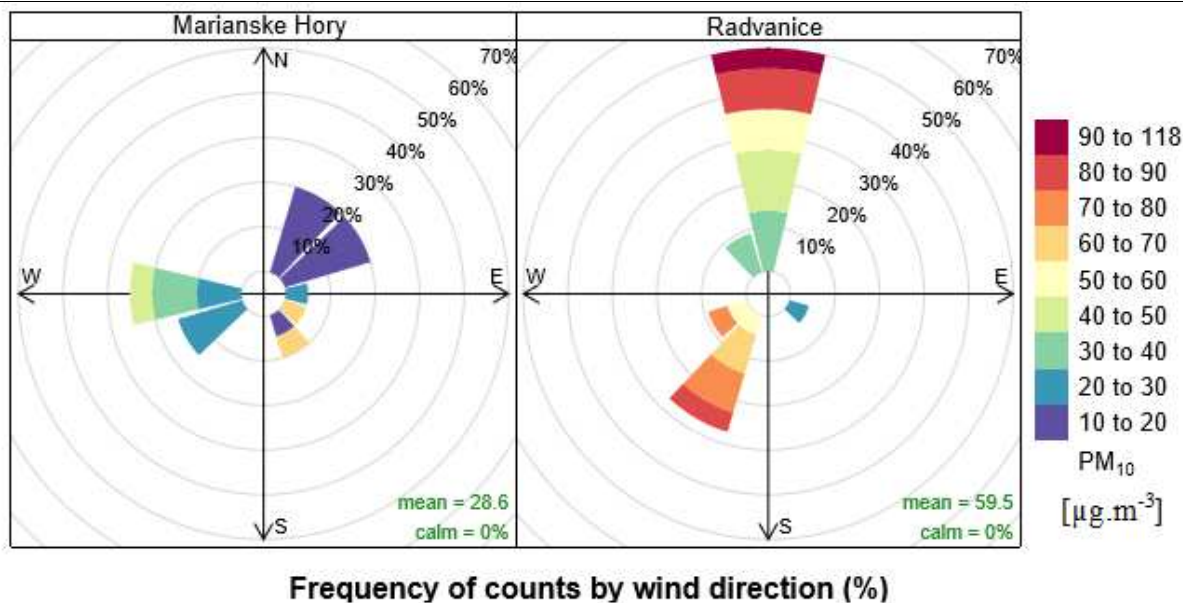 Marianske Hory
Radvanice
N
70%
60%
50%
40%
30%
20%
10%
W
E
S
mean = 28.6
calm = 0%
70%
60%
50%
40%
30%
20%
10%
W
E
S
mean = 59.5
calm = 0%
90 to 118
80 to 90
70 to 80
60 to 70
50 to 60
40 to 50
30 to 40
20 to 30
10 to 20
PM₁₀
[µg.m⁻³]
Frequency of counts by wind direction (%)